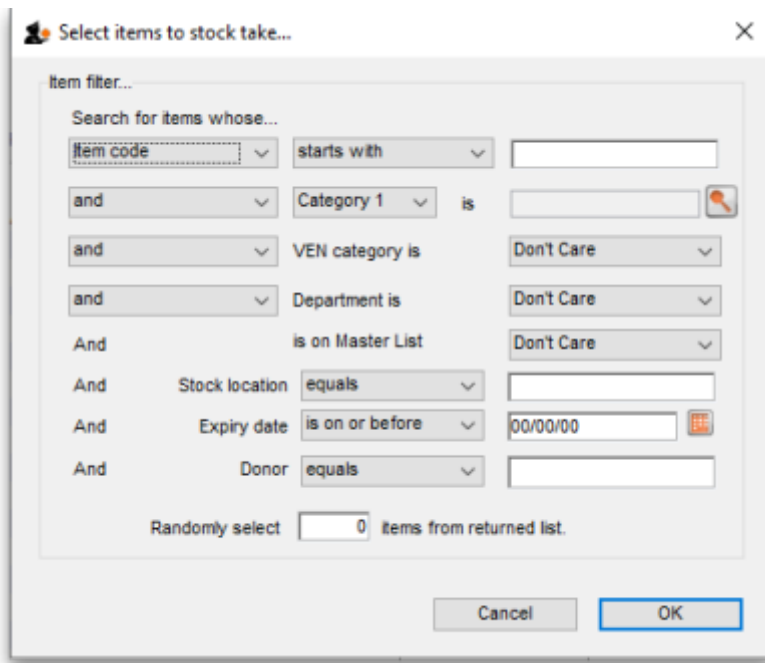 Select items to stock take...
Item filter...
Search for items whose...
Item code starts with
and Category 1 is
and VEN category is Don't Care
and Department is Don't Care
And is on Master List Don't Care
And Stock location equals
And Expiry date is on or before 00/00/00
And Donor equals
Randomly select 0 items from returned list.
Cancel OK